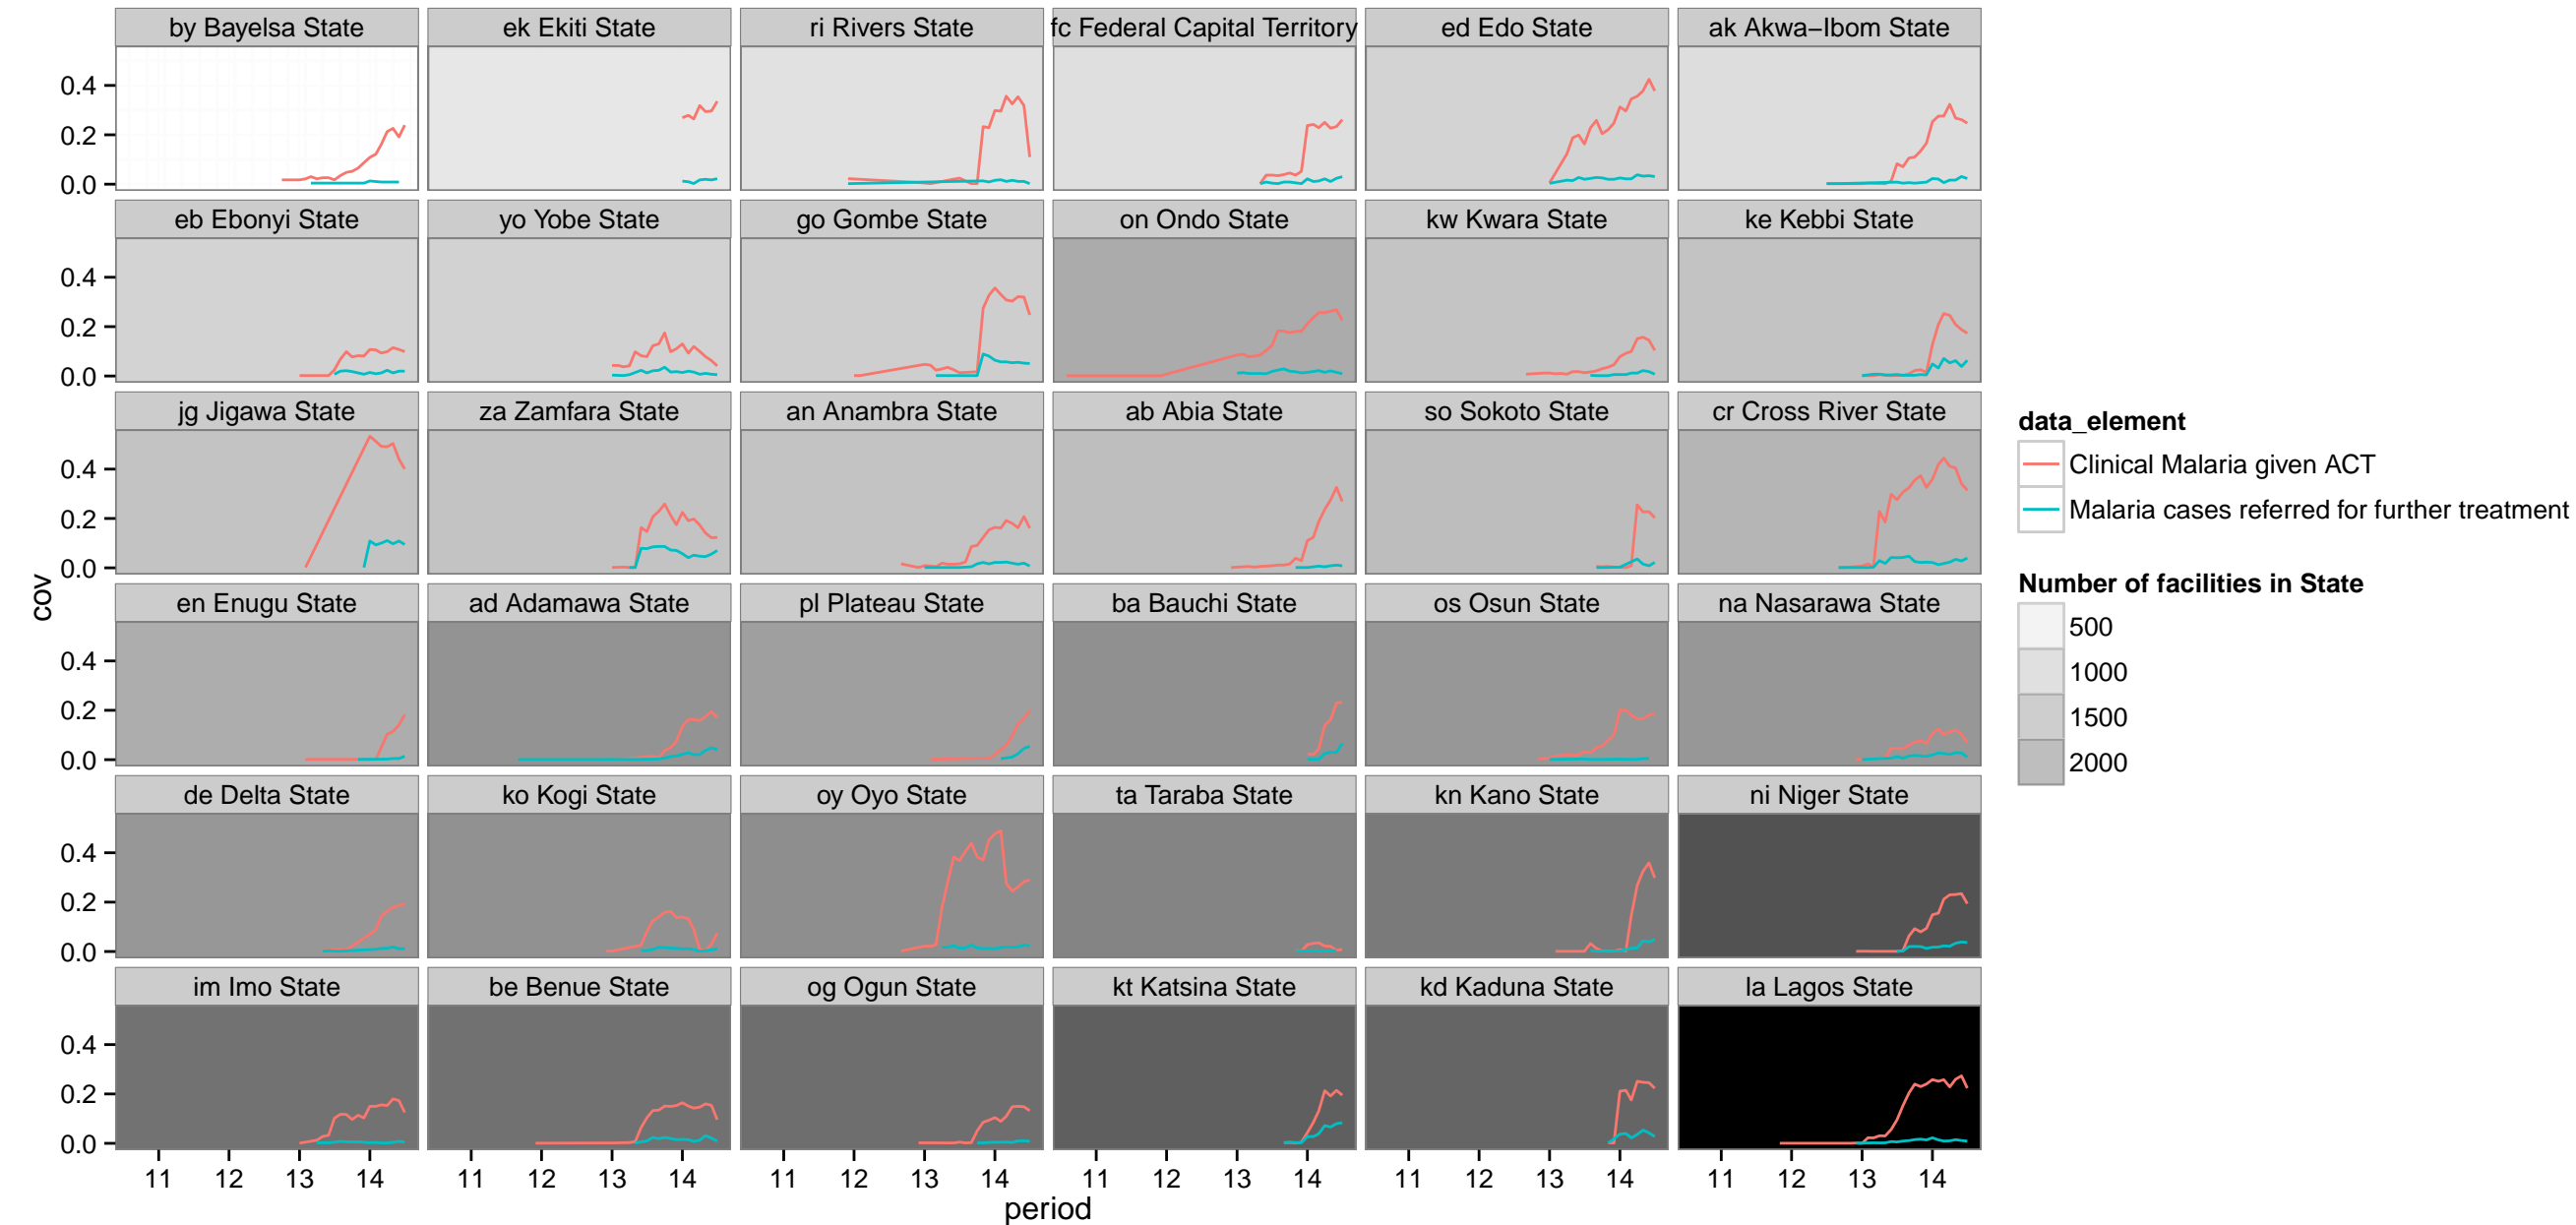 by Bayelsa State
ek Ekiti State
ri Rivers State
fc Federal Capital Territory
ed Edo State
ak Akwa−Ibom State
0.4
0.2
0.0
eb Ebonyi State
yo Yobe State
go Gombe State
on Ondo State
kw Kwara State
ke Kebbi State
0.4
0.2
0.0
jg Jigawa State
za Zamfara State
an Anambra State
ab Abia State
so Sokoto State
cr Cross River State
0.4
0.2
0.0
en Enugu State
ad Adamawa State
pl Plateau State
ba Bauchi State
os Osun State
na Nasarawa State
0.4
0.2
0.0
de Delta State
ko Kogi State
oy Oyo State
ta Taraba State
kn Kano State
ni Niger State
0.4
0.2
0.0
im Imo State
be Benue State
og Ogun State
kt Katsina State
kd Kaduna State
la Lagos State
0.4
0.2
0.0
11 12 13 14
11 12 13 14
11 12 13 14
11 12 13 14
11 12 13 14
11 12 13 14
period
cov
data_element
Clinical Malaria given ACT
Malaria cases referred for further treatment
Number of facilities in State
500
1000
1500
2000